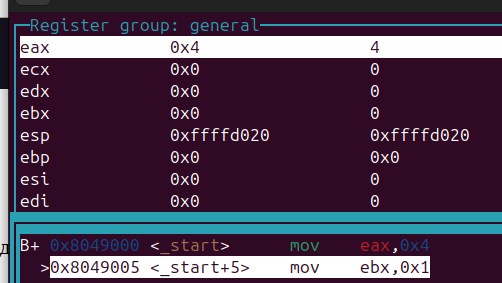 Register group: general
eax 0x4 4
ecx 0x0 0
edx 0x0 0
ebx 0x0 0
esp 0xffffd020 0xffffd020
ebp 0x0 0x0
esi 0x0 0
edi 0x0 0
B+ 0x8049000 <_start> mov eax,0x4
>0x8049005 <_start+5> mov ebx,0x1